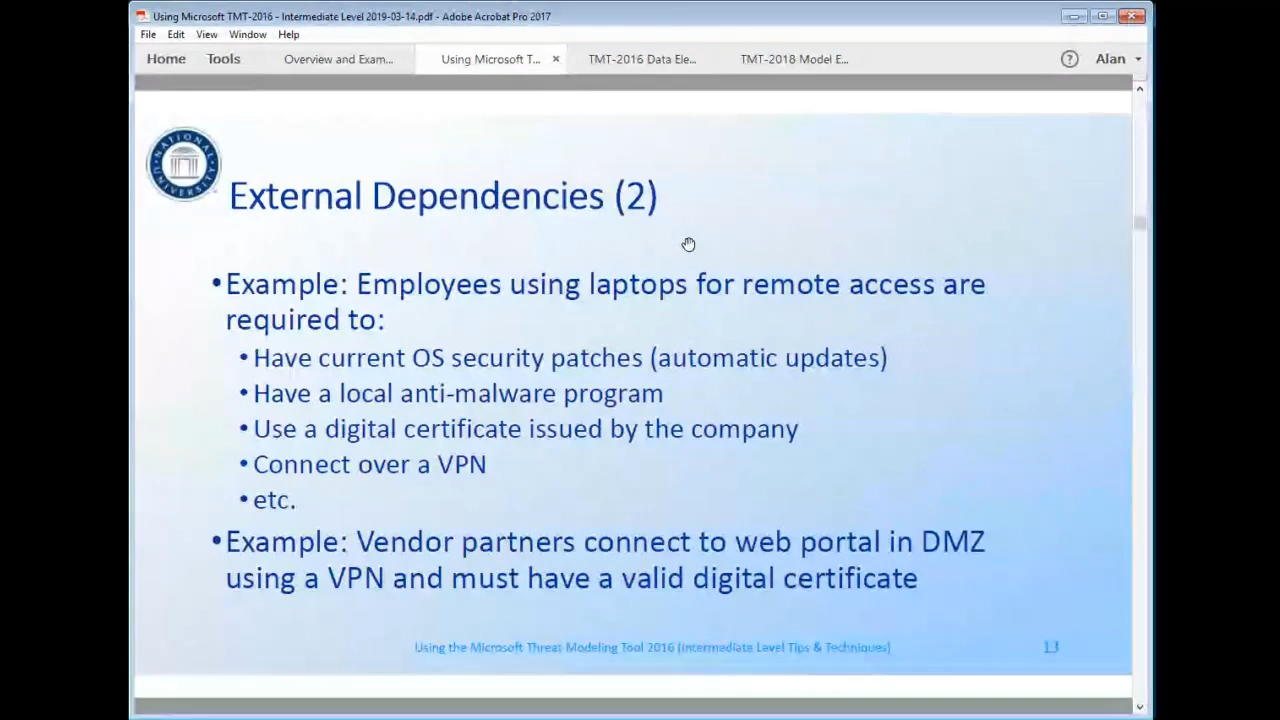 Using Microsoft TMT-2016 - Intermediate Level 2019-03-14.pdf - Adobe Acrobat Pro 2017
File Edit View Window Help
Home Tools Overview and Exam... Using Microsoft T... × TMT-2016 Data Ele... TMT-2018 Model E... ? Alan
NATIONAL UNIVERSITY
External Dependencies (2)
•Example: Employees using laptops for remote access are
required to:
•Have current OS security patches (automatic updates)
•Have a local anti-malware program
•Use a digital certificate issued by the company
•Connect over a VPN
•etc.
•Example: Vendor partners connect to web portal in DMZ
using a VPN and must have a valid digital certificate
Using the Microsoft Threat Modeling Tool 2016 (Intermediate Level Tips & Techniques) 13